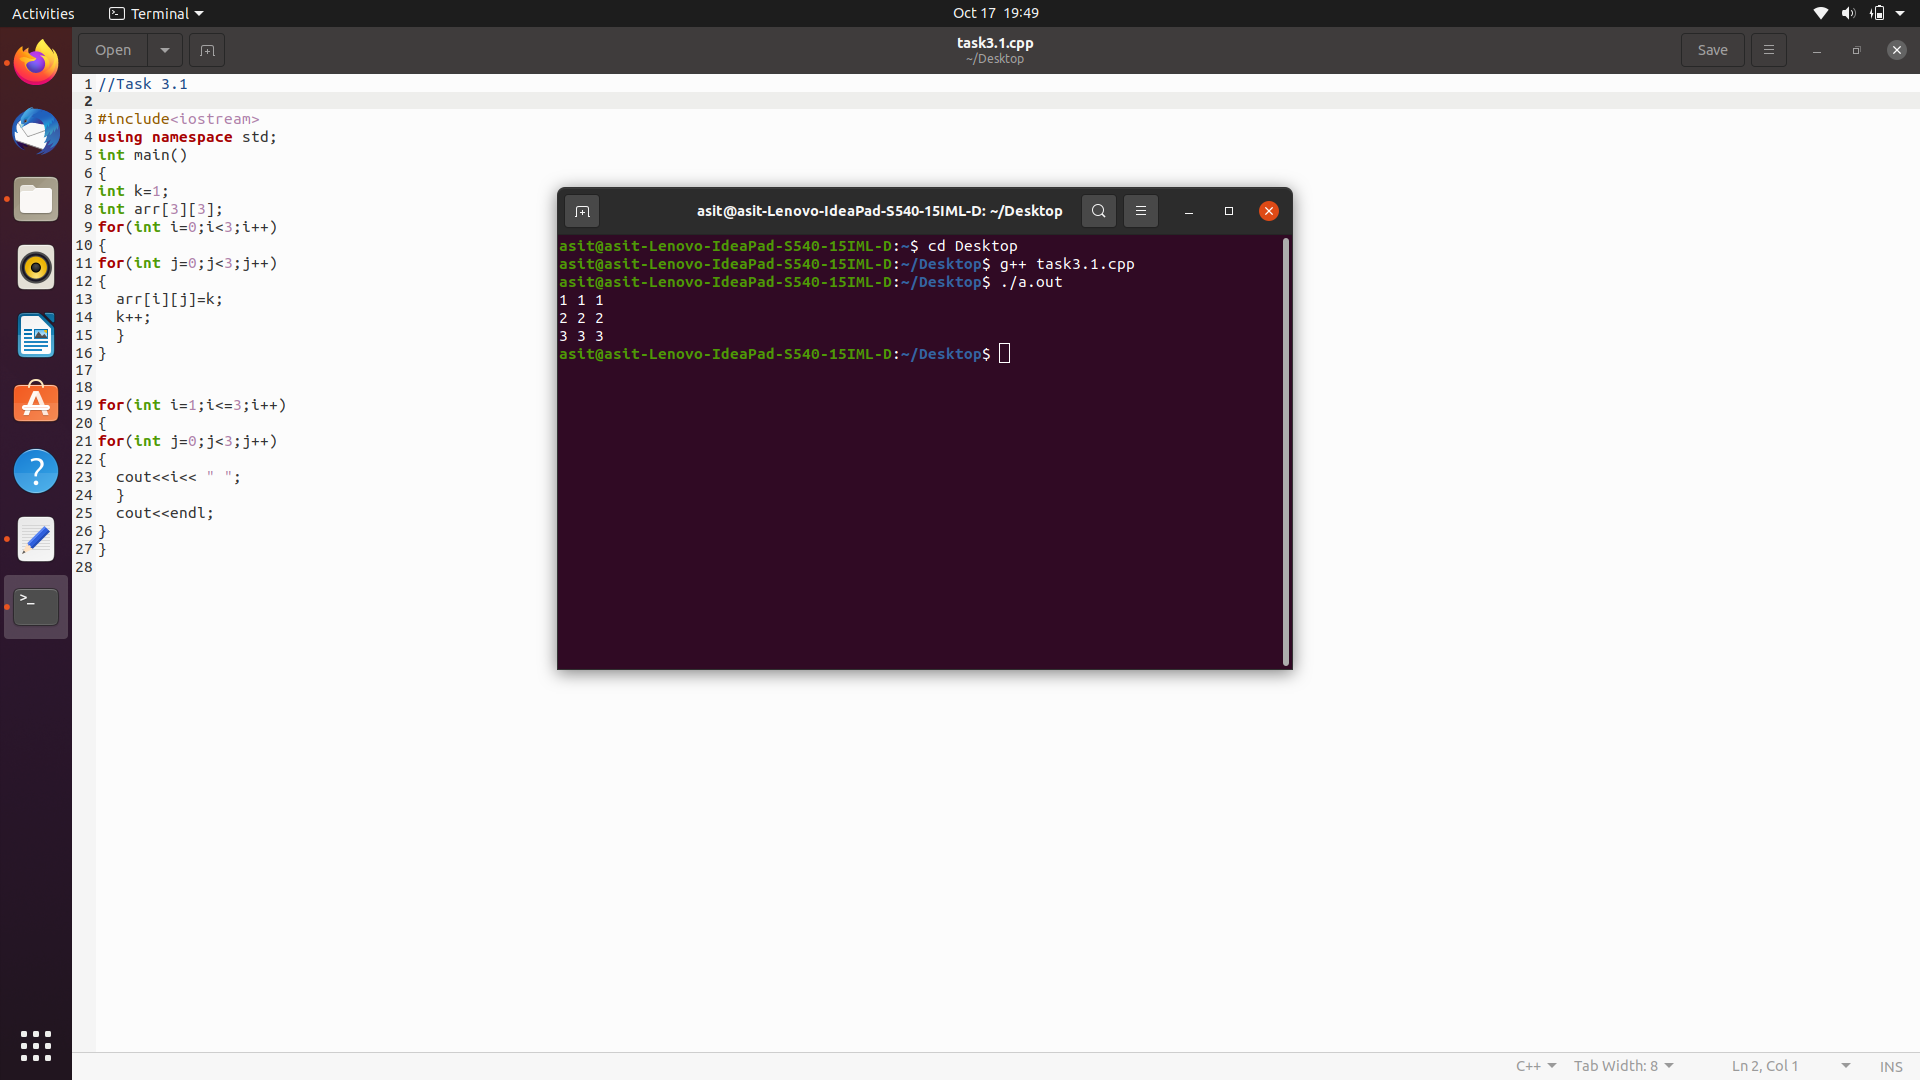 Activities
Terminal
Oct 17 19:49
Open
task3.1.cpp
~/Desktop
Save
1 //Task 3.1
2
3 #include<iostream>
4 using namespace std;
5 int main()
6 {
7 int k=1;
8 int arr[3][3];
9 for(int i=0;i<3;i++)
10 {
11 for(int j=0;j<3;j++)
12 {
13   arr[i][j]=k;
14   k++;
15   }
16 }
17
18
19 for(int i=1;i<=3;i++)
20 {
21 for(int j=0;j<3;j++)
22 {
23   cout<<i<< " ";
24   }
25   cout<<endl;
26 }
27 }
28
asit@asit-Lenovo-IdeaPad-S540-15IML-D: ~/Desktop
asit@asit-Lenovo-IdeaPad-S540-15IML-D:~$ cd Desktop
asit@asit-Lenovo-IdeaPad-S540-15IML-D:~/Desktop$ g++ task3.1.cpp
asit@asit-Lenovo-IdeaPad-S540-15IML-D:~/Desktop$ ./a.out
1 1 1
2 2 2
3 3 3
asit@asit-Lenovo-IdeaPad-S540-15IML-D:~/Desktop$
C++
Tab Width: 8
Ln 2, Col 1
INS